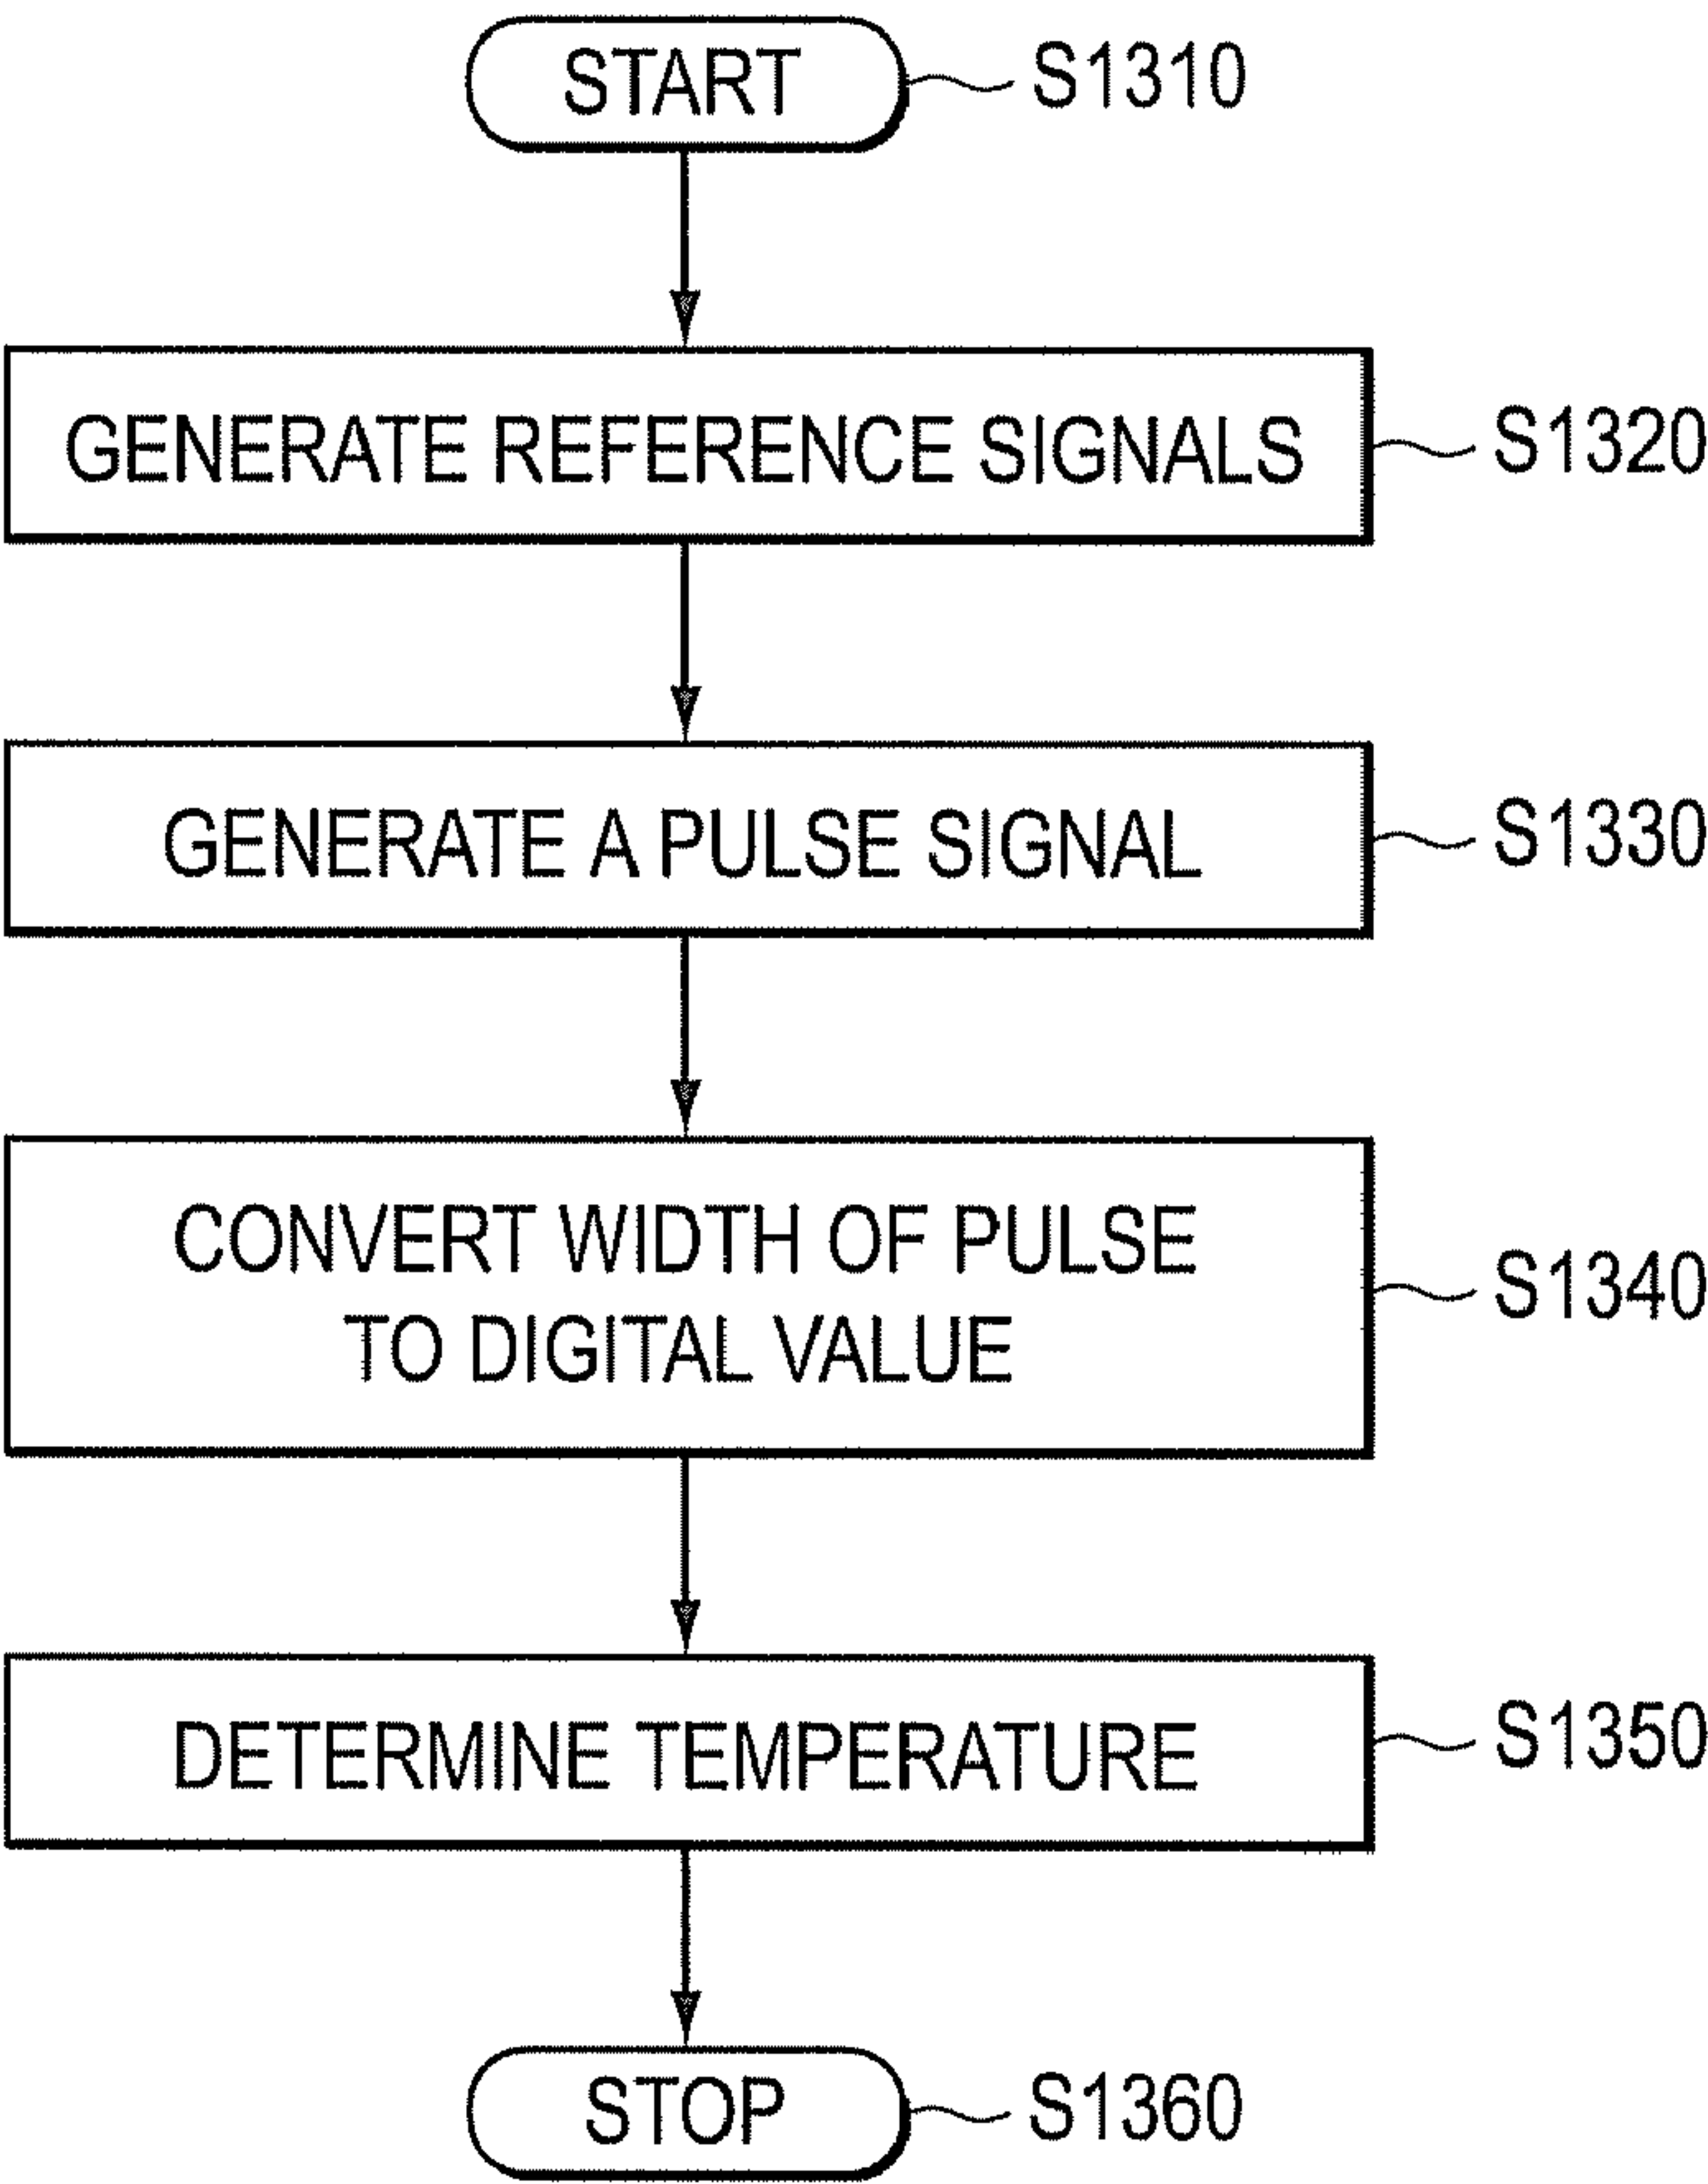 START
S1310
GENERATE REFERENCE SIGNALS
S1320
GENERATE A PULSE SIGNAL
S1330
CONVERT WIDTH OF PULSE
TO DIGITAL VALUE
S1340
DETERMINE TEMPERATURE
S1350
STOP
S1360